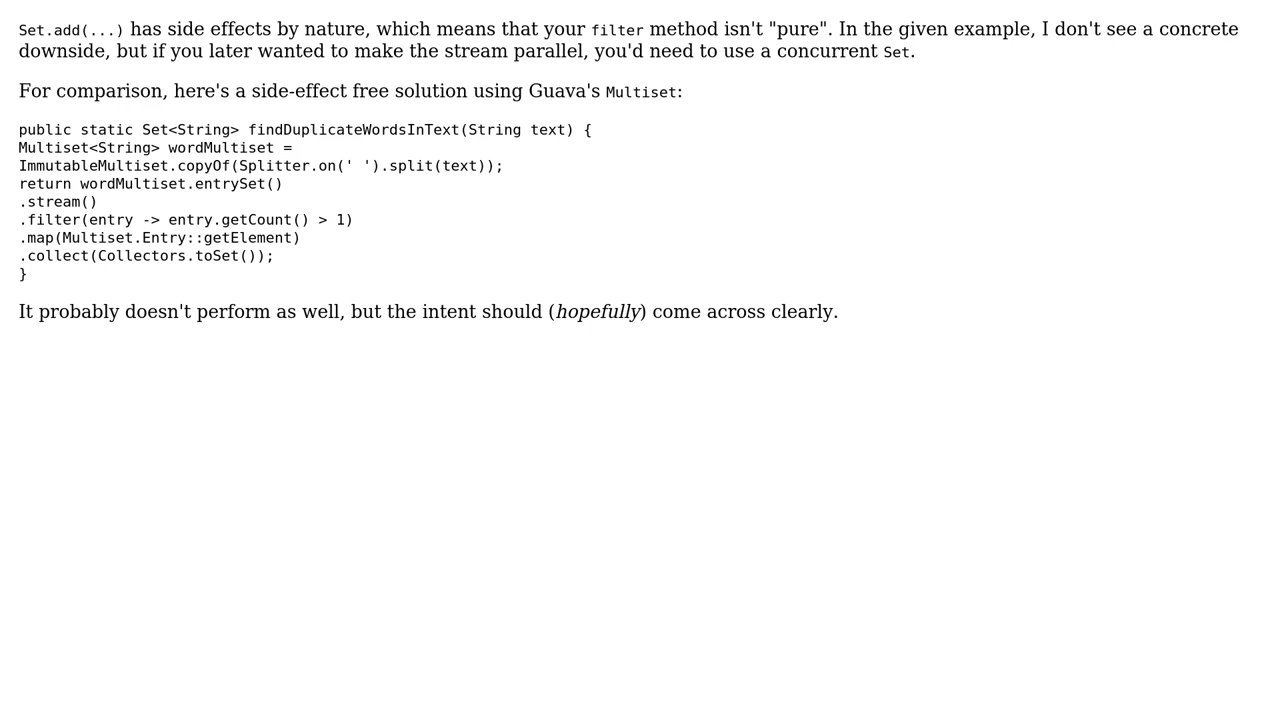 Set.add(...) has side effects by nature, which means that your filter method isn't "pure". In the given example, I don't see a concrete
downside, but if you later wanted to make the stream parallel, you'd need to use a concurrent Set.
For comparison, here's a side-effect free solution using Guava's Multiset:
public static Set<String> findDuplicateWordsInText(String text) {
Multiset<String> wordMultiset =
ImmutableMultiset.copyOf(Splitter.on(' ').split(text));
return wordMultiset.entrySet()
.stream()
.filter(entry -> entry.getCount() > 1)
.map(Multiset.Entry::getElement)
.collect(Collectors.toSet());
}
It probably doesn't perform as well, but the intent should (hopefully) come across clearly.